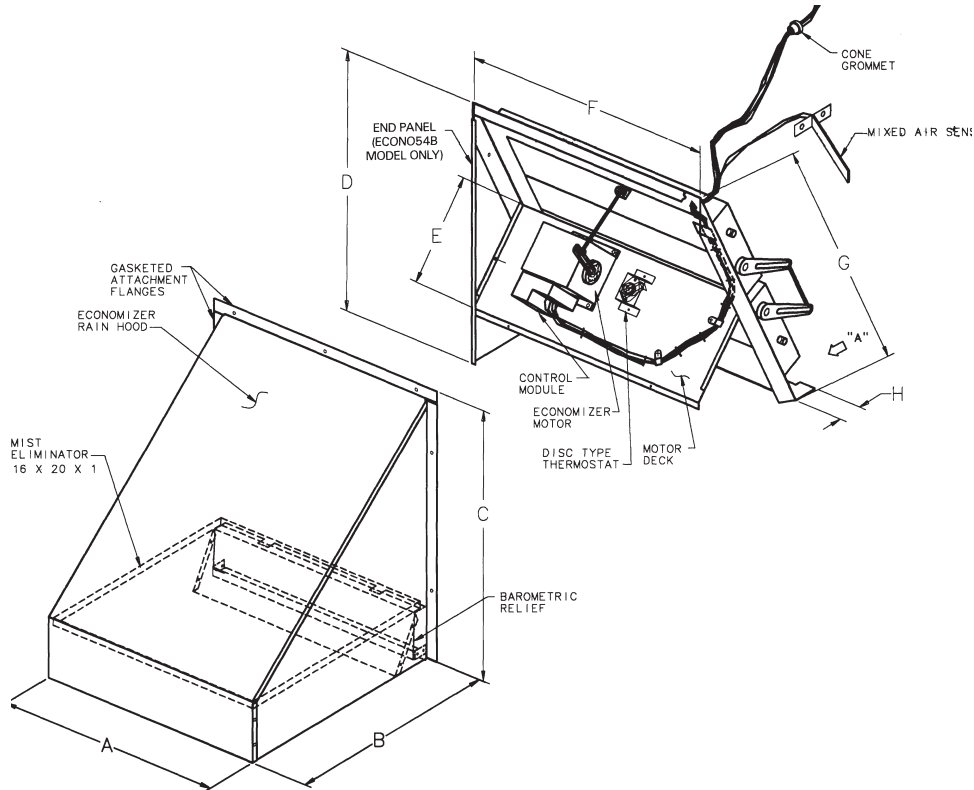 CONE
GROMMET
F
END PANEL
(ECONO54B
MODEL ONLY)
MIXED AIR SENS
D
E
G
GASKETED
ATTACHMENT
FLANGES
ECONOMIZER
RAIN HOOD
"A"
CONTROL
MODULE
H
ECONOMIZER
MOTOR
DISC TYPE
THERMOSTAT
MOTOR
DECK
MIST
ELIMINATOR
16 X 20 X 1
C
BAROMETRIC
RELIEF
A
B